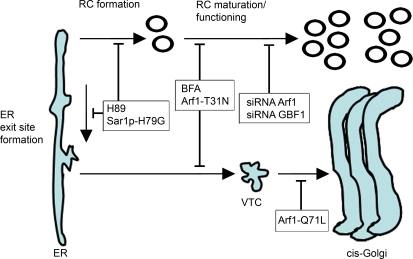 RC formation
RC maturation/
functioning
ER
exit site
formation
H89
Sar1p-H79G
BFA
Arf1-T31N
siRNA Arf1
siRNA GBF1
VTC
Arf1-Q71L
ER
cis-Golgi